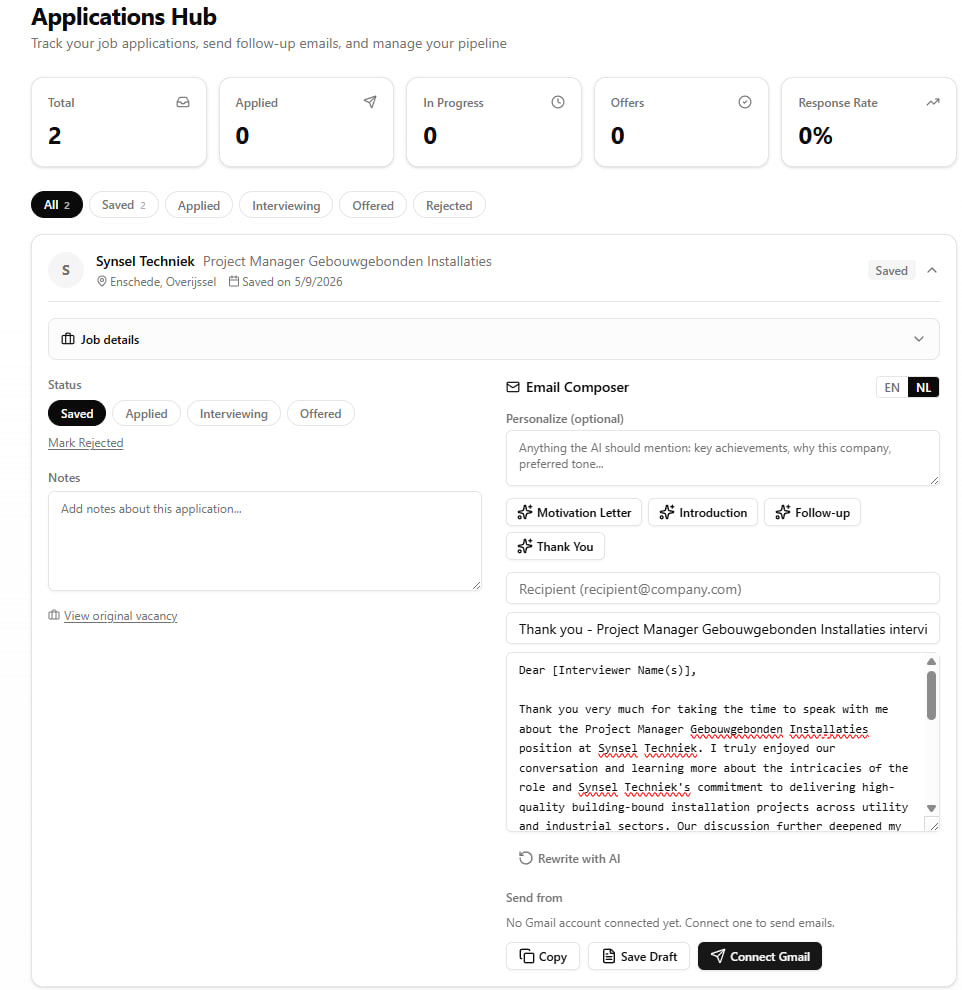 Applications Hub
Track your job applications, send follow-up emails, and manage your pipeline
Total
2
Applied
0
In Progress
0
Offers
0
Response Rate
0%
All 2
Saved 2
Applied
Interviewing
Offered
Rejected
S
Synsel Techniek Project Manager Gebouwgebonden Installaties
Enschede, Overijssel Saved on 5/9/2026
Saved
Job details
Status
Saved
Applied
Interviewing
Offered
Mark Rejected
Notes
Add notes about this application...
View original vacancy
Email Composer
EN
NL
Personalize (optional)
Anything the AI should mention: key achievements, why this company,
preferred tone...
Motivation Letter
Introduction
Follow-up
Thank You
Recipient (recipient@company.com)
Thank you - Project Manager Gebouwgebonden Installaties intervi
Dear [Interviewer Name(s)],
Thank you very much for taking the time to speak with me
about the Project Manager Gebouwgebonden Installaties
position at Synsel Techniek. I truly enjoyed our
conversation and learning more about the intricacies of the
role and Synsel Techniek's commitment to delivering high-
quality building-bound installation projects across utility
and industrial sectors. Our discussion further deepened my
Rewrite with AI
Send from
No Gmail account connected yet. Connect one to send emails.
Copy
Save Draft
Connect Gmail